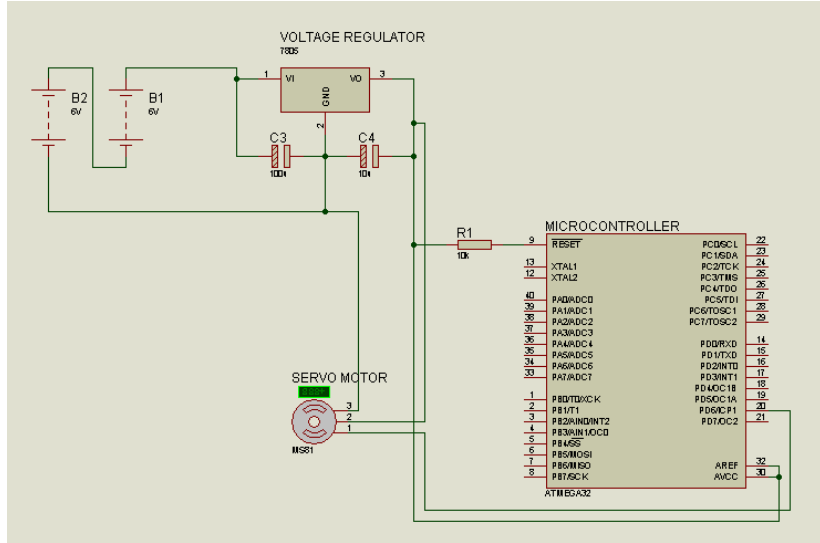 VOLTAGE REGULATOR
7805
1 VI VO 3
GND
2
B2
6V
B1
6V
C3
100u
C4
10u
R1
10k
MICROCONTROLLER
9 RESET PC0/SCL 22
PC1/SDA 23
13 XTAL1 PC2/TCK 24
12 XTAL2 PC3/TMS 25
PC4/TDO 26
40 PA0/ADC0 PC5/TDI 27
39 PA1/ADC1 PC6/TOSC1 28
38 PA2/ADC2 PC7/TOSC2 29
37 PA3/ADC3
36 PA4/ADC4 PD0/RXD 14
35 PA5/ADC5 PD1/TXD 15
34 PA6/ADC6 PD2/INT0 16
33 PA7/ADC7 PD3/INT1 17
PD4/OC1B 18
1 PB0/T0/XCK PD5/OC1A 19
2 PB1/T1 PD6/ICP1 20
3 PB2/AIN0/INT2 PD7/OC2 21
4 PB3/AIN1/OC0
5 PB4/SS
6 PB5/MOSI
7 PB6/MISO AREF 32
8 PB7/SCK AVCC 30
ATMEGA32
SERVO MOTOR
3
2
1
MS81